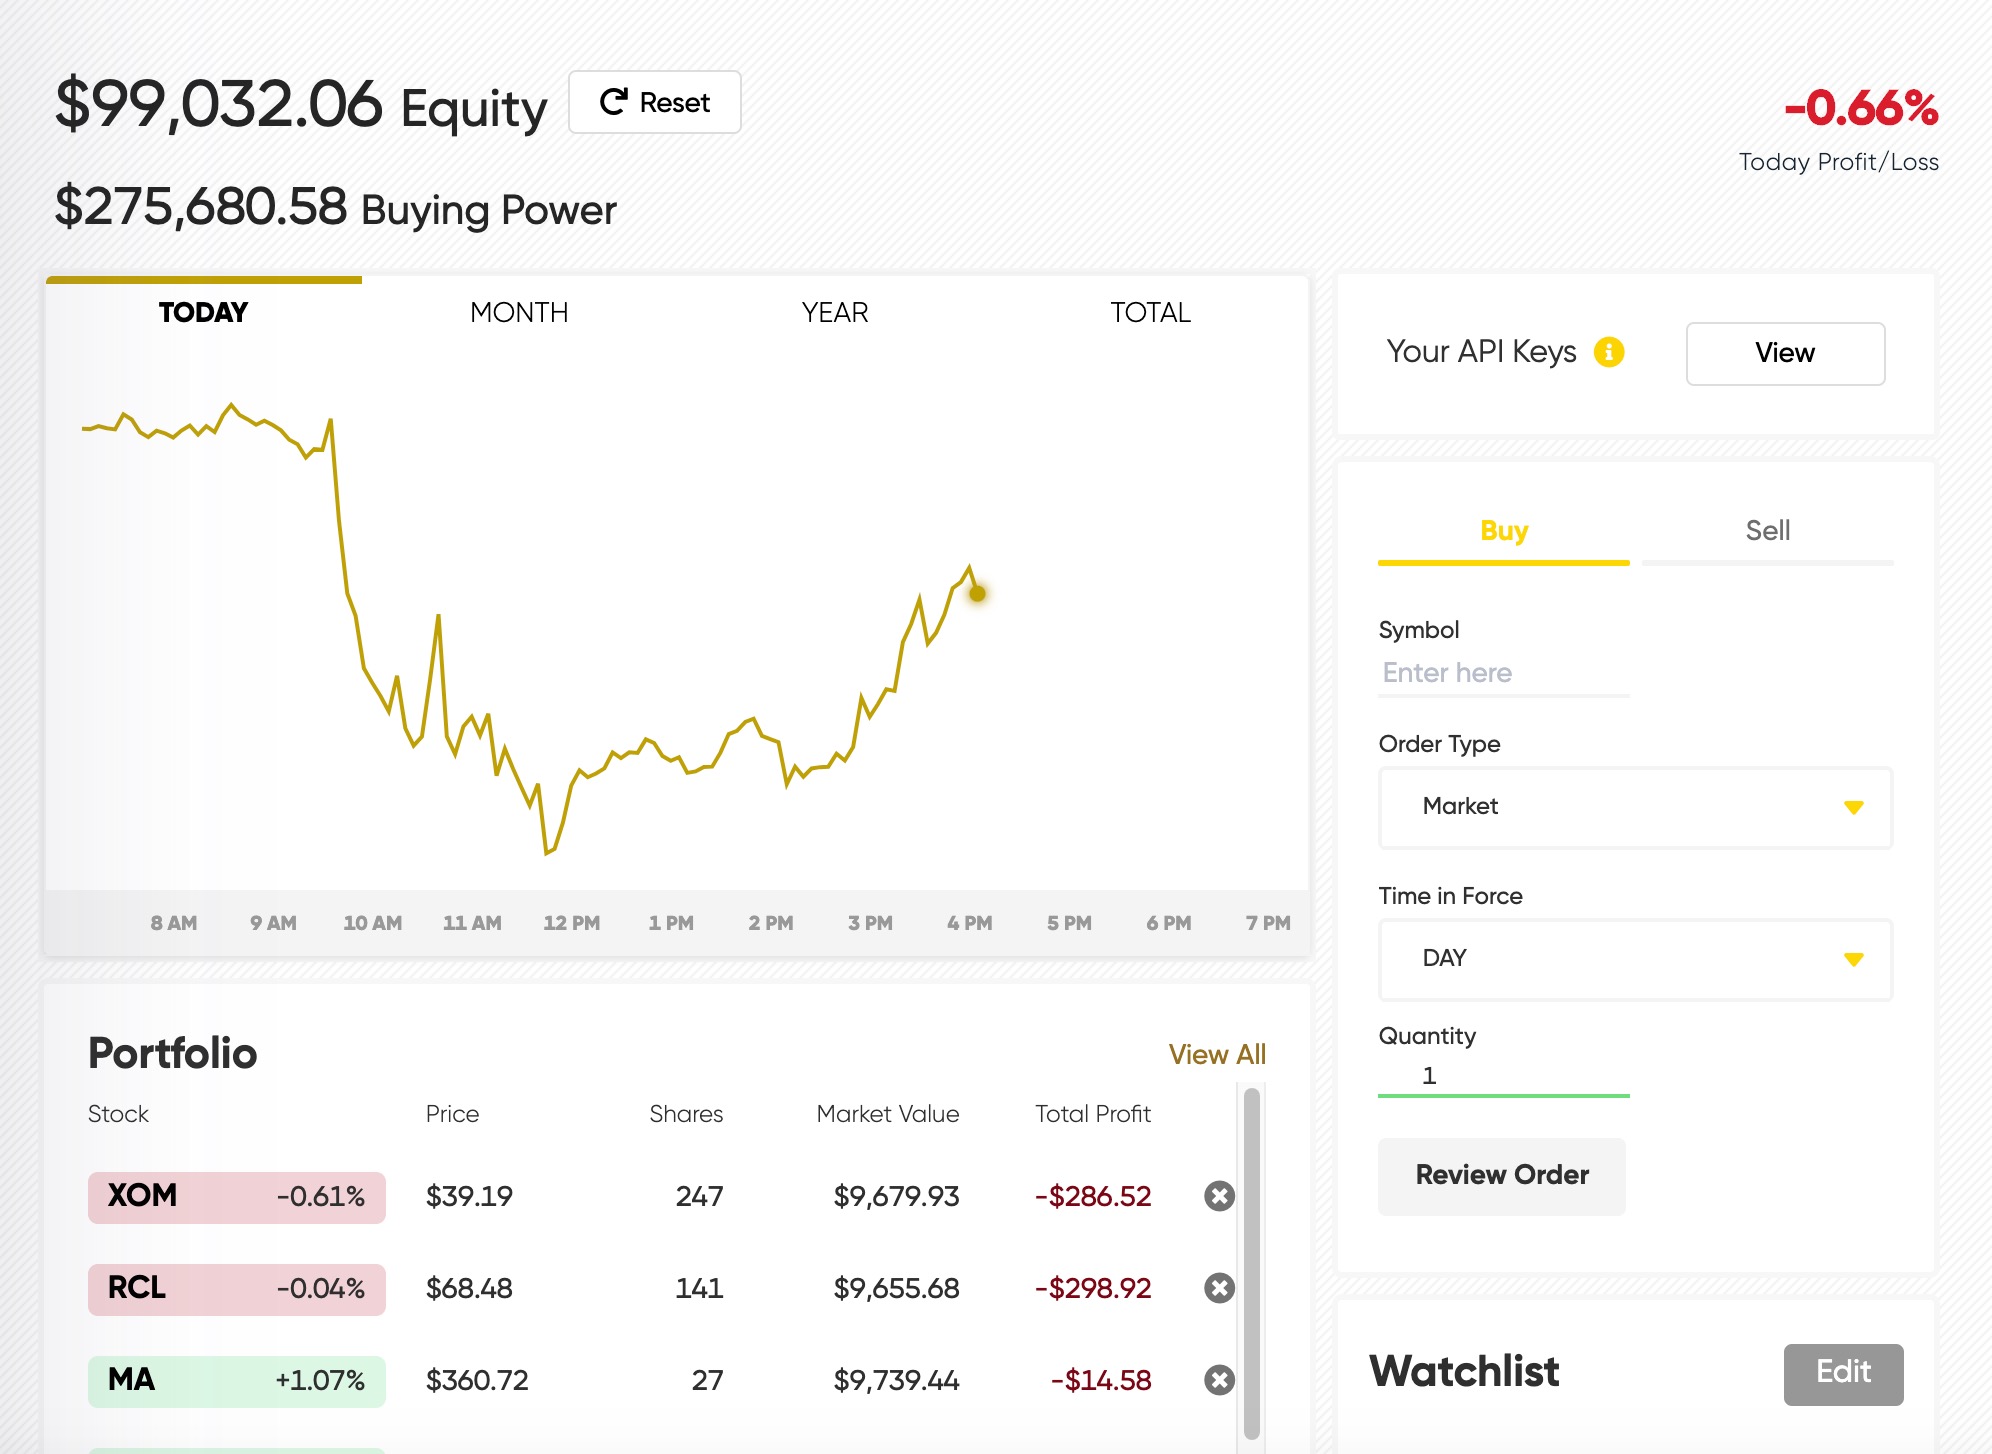 $99,032.06 Equity Reset
-0.66%
Today Profit/Loss
$275,680.58 Buying Power
TODAY MONTH YEAR TOTAL
8 AM 9 AM 10 AM 11 AM 12 PM 1 PM 2 PM 3 PM 4 PM 5 PM 6 PM 7 PM
Portfolio View All
Stock Price Shares Market Value Total Profit
XOM -0.61% $39.19 247 $9,679.93 -$286.52
RCL -0.04% $68.48 141 $9,655.68 -$298.92
MA +1.07% $360.72 27 $9,739.44 -$14.58
Your API Keys View
Buy Sell
Symbol
Enter here
Order Type
Market
Time in Force
DAY
Quantity
1
Review Order
Watchlist Edit